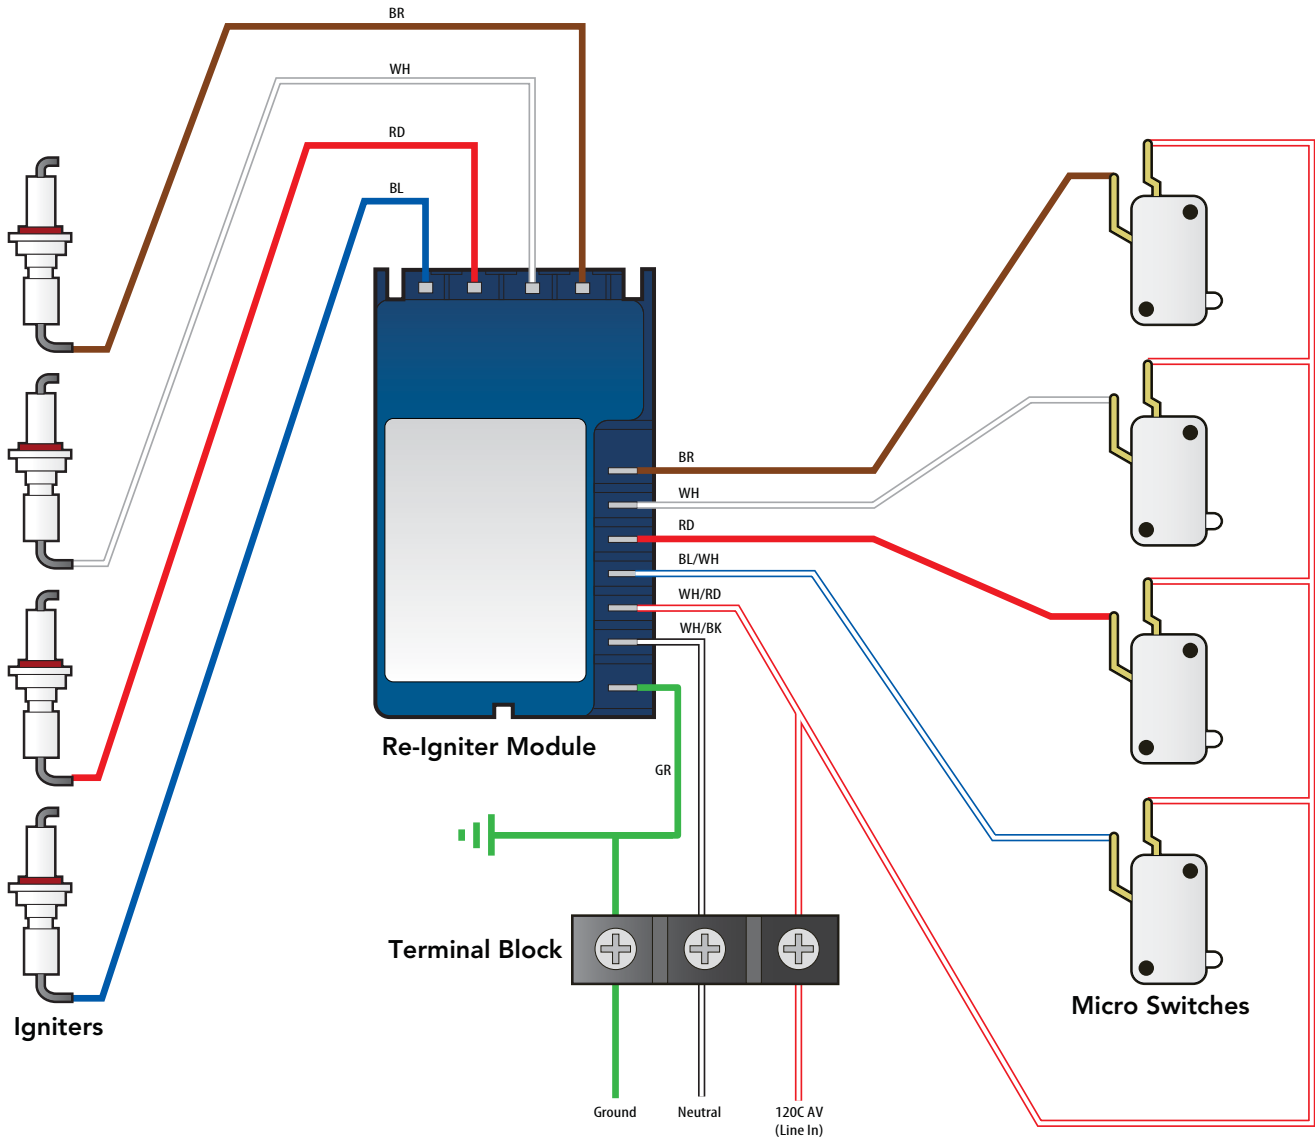 BR
WH
RD
BL
BR
WH
RD
BL/WH
WH/RD
WH/BK
Re-Igniter Module
GR
Terminal Block
Micro Switches
Igniters
Ground
Neutral
120C AV
(Line In)